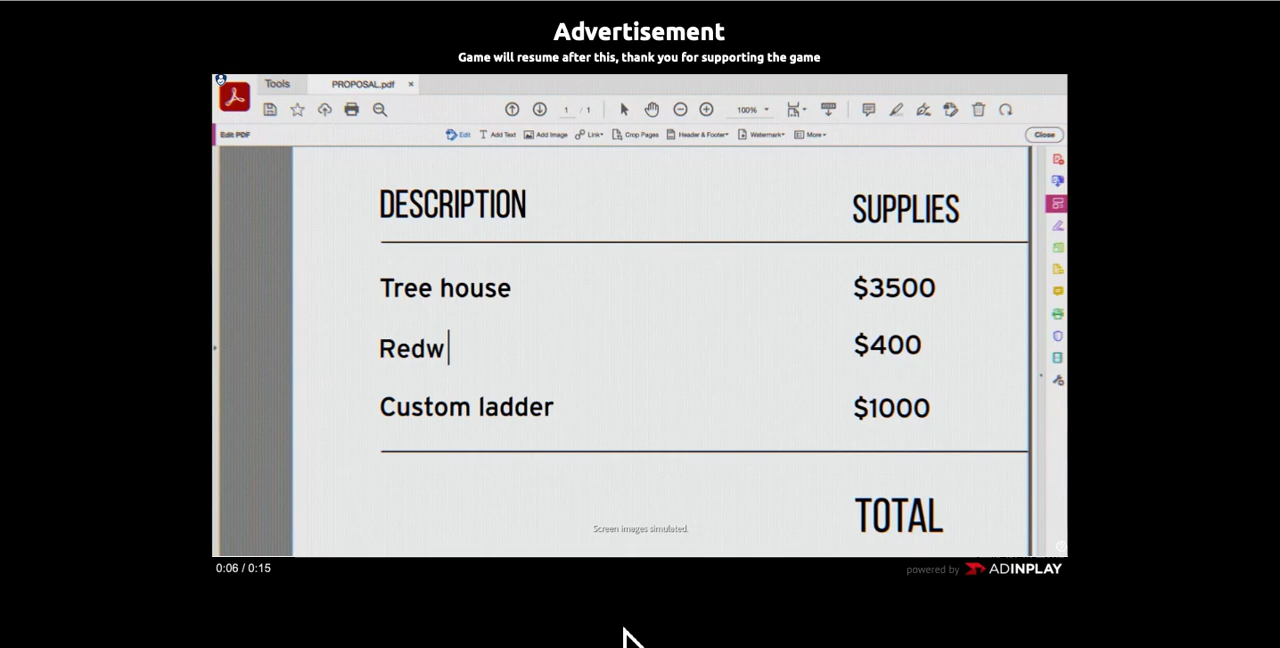 Advertisement
Game will resume after this, thank you for supporting the game
Tools PROPOSAL.pdf ×
1 / 1 100%
Edit PDF Edit Add Text Add Image Link Crop Pages Header & Footer Watermark More Close
DESCRIPTION SUPPLIES
Tree house $3500
Redw $400
Custom ladder $1000
TOTAL
Screen images simulated.
0:06 / 0:15 powered by ADINPLAY